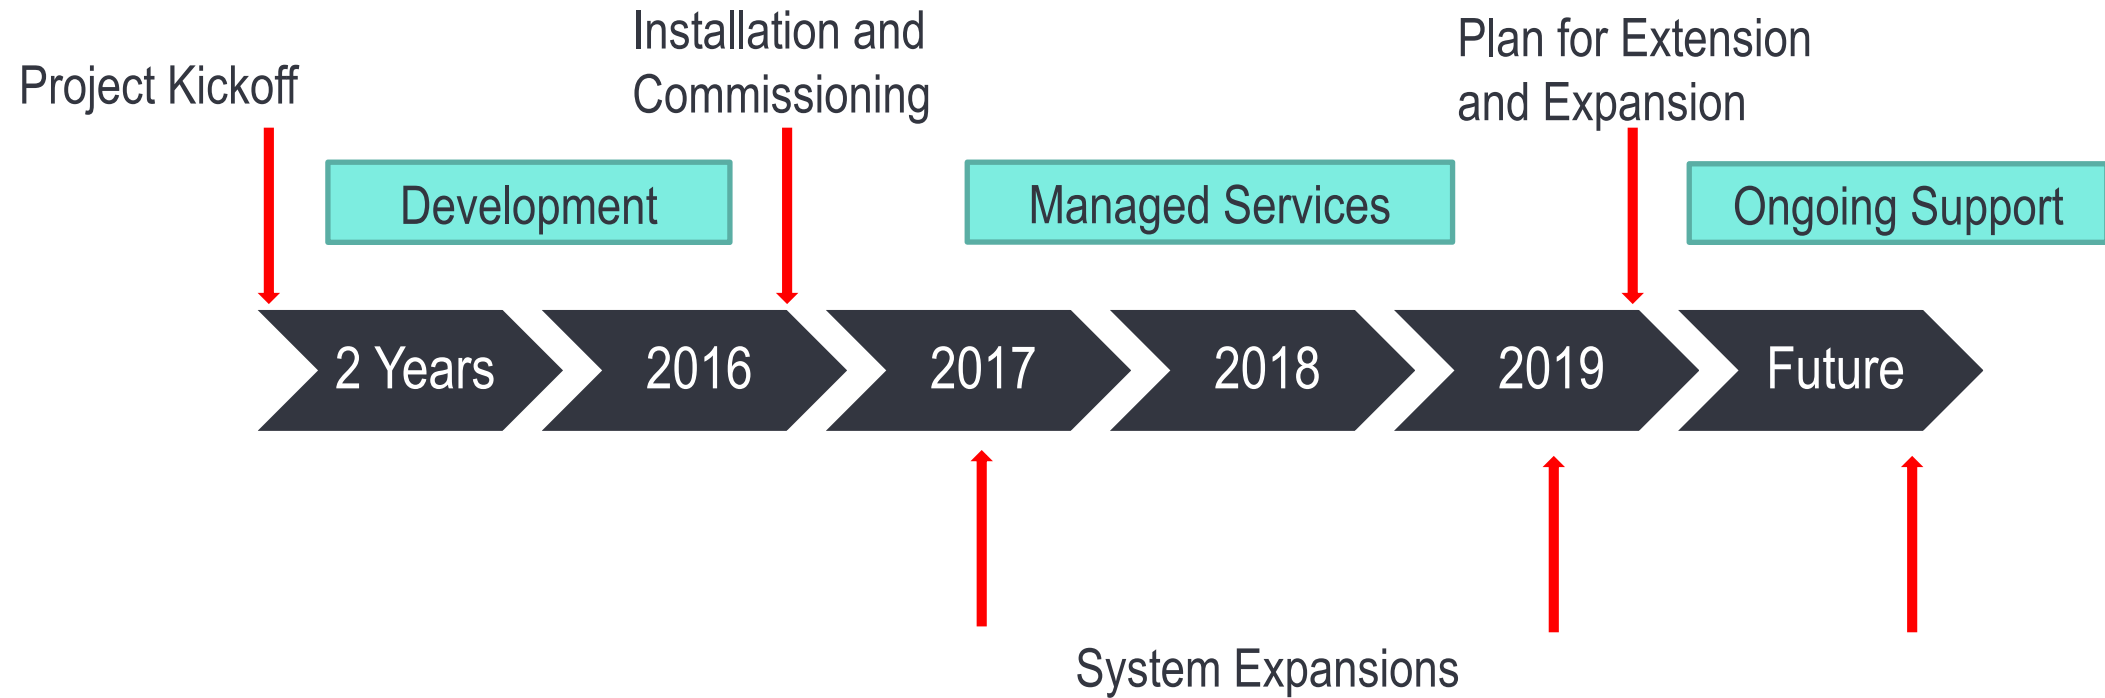 Project Kickoff
Installation and
Commissioning
Plan for Extension
and Expansion
Development
Managed Services
Ongoing Support
2 Years
2016
2017
2018
2019
Future
System Expansions